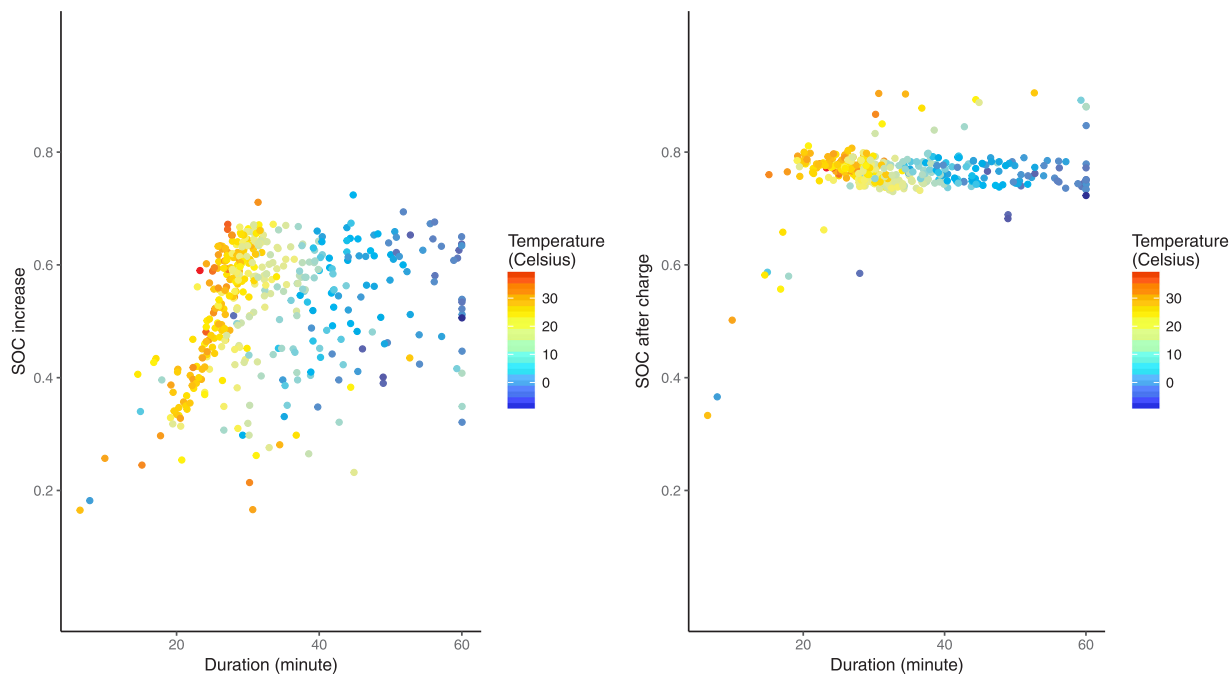 SOC increase
0.8
0.6
0.4
0.2
20
40
60
Duration (minute)
Temperature
(Celsius)
30
20
10
0
SOC after charge
0.8
0.6
0.4
0.2
20
40
60
Duration (minute)
Temperature
(Celsius)
30
20
10
0